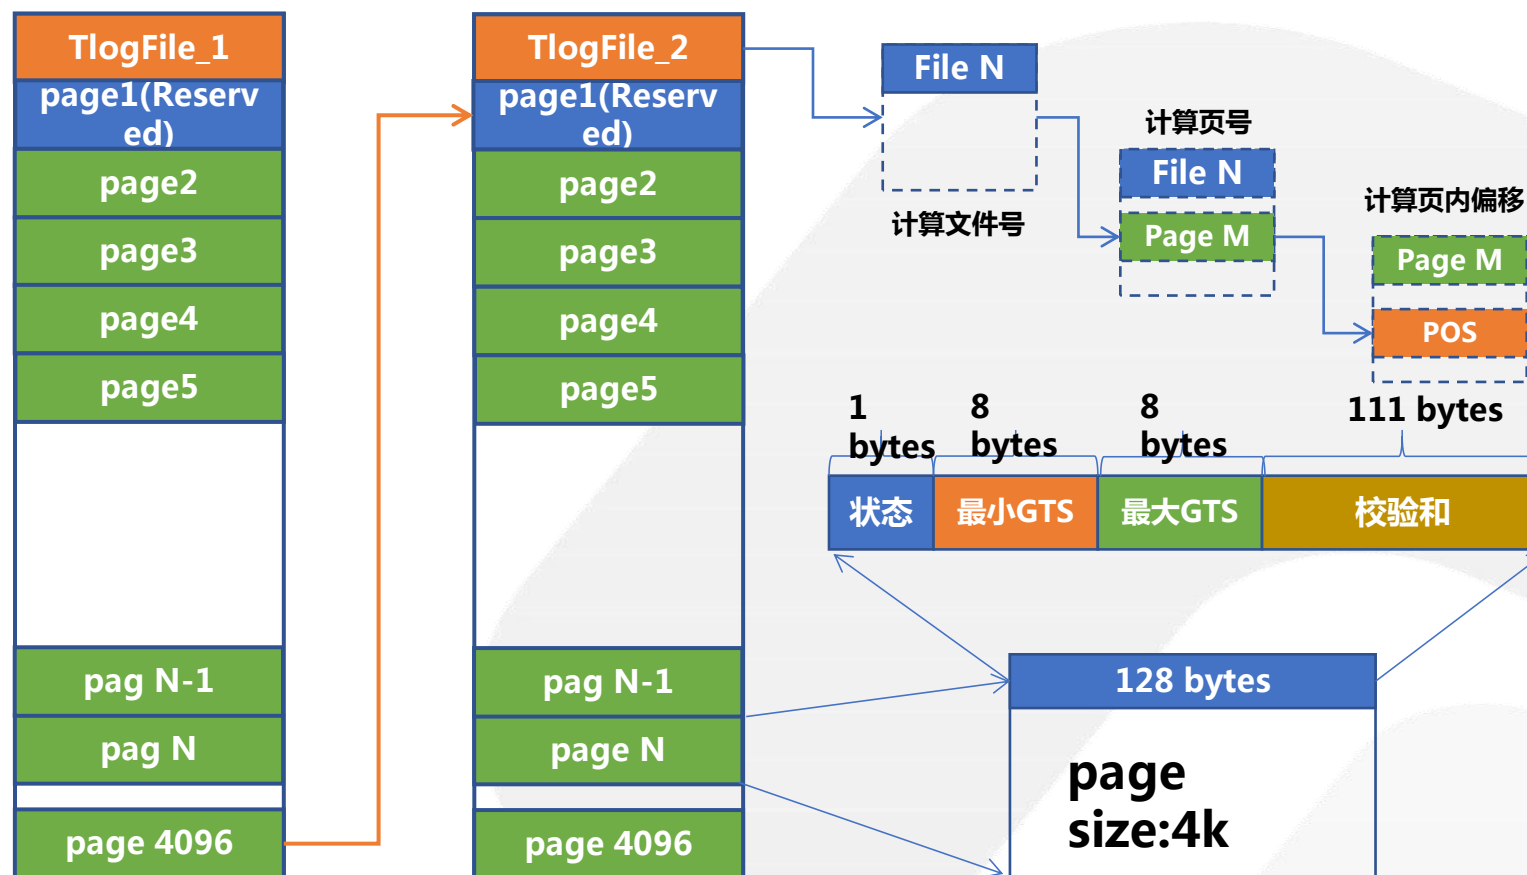 TlogFile_1
page1(Reserv
ed)
page2
page3
page4
page5
pag N-1
pag N
page 4096
TlogFile_2
page1(Reserv
ed)
page2
page3
page4
page5
pag N-1
page N
page 4096
File N
计算文件号
计算页号
File N
Page M
计算页内偏移
Page M
POS
1
bytes
8
bytes
8
bytes
111 bytes
状态
最小GTS
最大GTS
校验和
128 bytes
page
size:4k